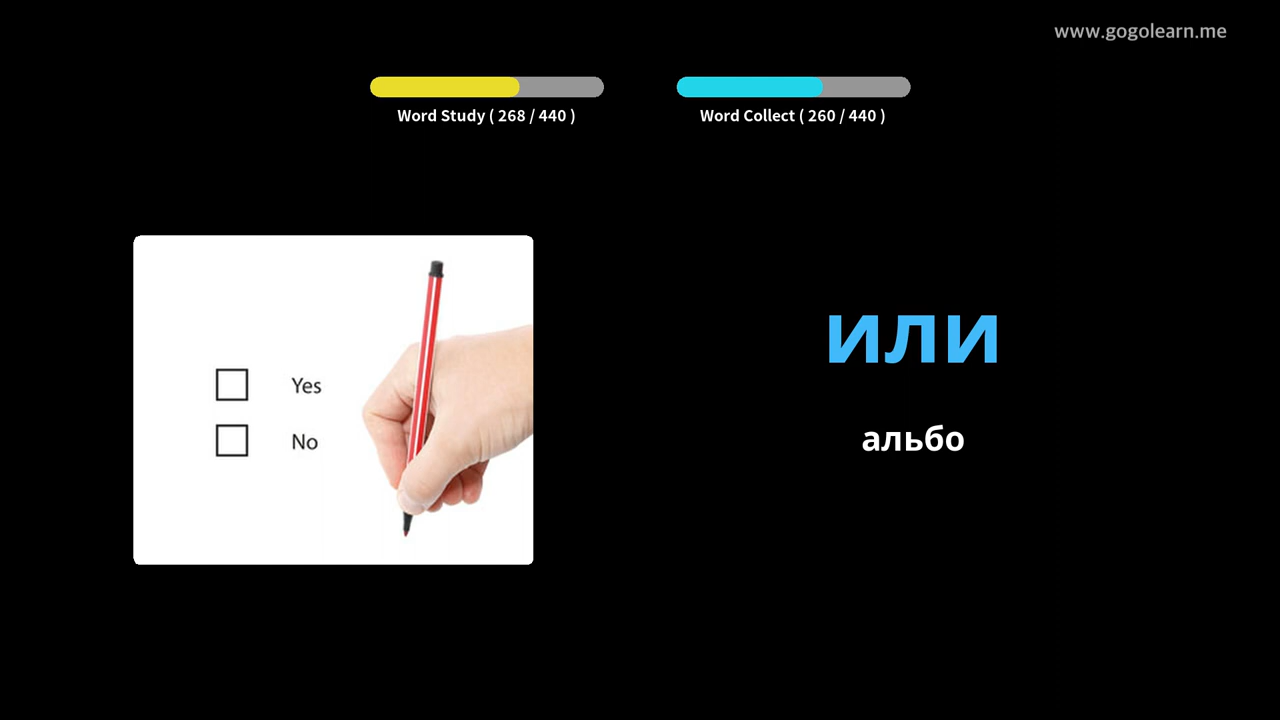 www.gogolearn.me
Word Study ( 268 / 440 )
Word Collect ( 260 / 440 )
Yes
No
или
альбо